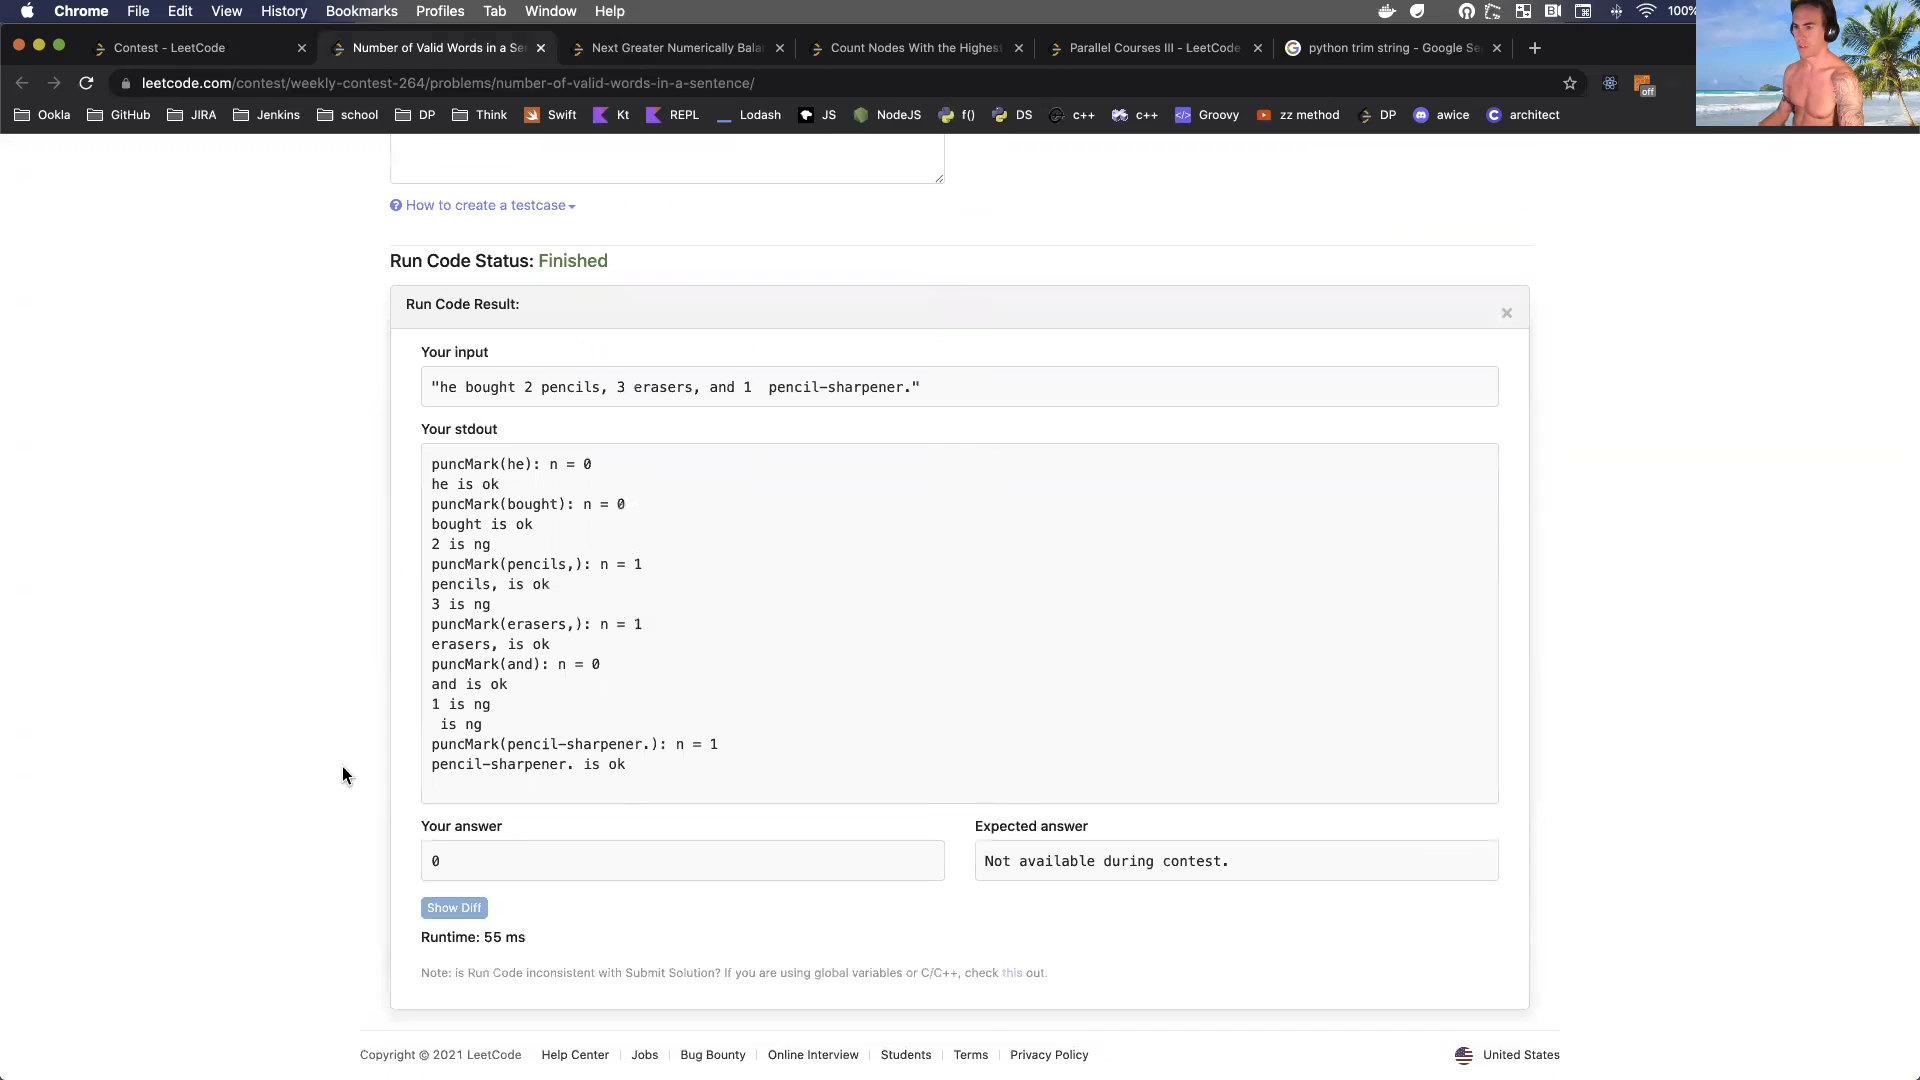 Chrome File Edit View History Bookmarks Profiles Tab Window Help 100%
Contest - LeetCode
Number of Valid Words in a Se
Next Greater Numerically Bala
Count Nodes With the Highest
Parallel Courses III - LeetCode
python trim string - Google Se
leetcode.com/contest/weekly-contest-264/problems/number-of-valid-words-in-a-sentence/
off
Ookla GitHub JIRA Jenkins school DP Think Swift Kt REPL Lodash JS NodeJS f() DS c++ c++ Groovy zz method DP awice architect
How to create a testcase
Run Code Status: Finished
Run Code Result:
Your input
"he bought 2 pencils, 3 erasers, and 1  pencil-sharpener."
Your stdout
puncMark(he): n = 0
he is ok
puncMark(bought): n = 0
bought is ok
2 is ng
puncMark(pencils,): n = 1
pencils, is ok
3 is ng
puncMark(erasers,): n = 1
erasers, is ok
puncMark(and): n = 0
and is ok
1 is ng
is ng
puncMark(pencil-sharpener.): n = 1
pencil-sharpener. is ok
Your answer
Expected answer
0
Not available during contest.
Show Diff
Runtime: 55 ms
Note: is Run Code inconsistent with Submit Solution? If you are using global variables or C/C++, check this out.
Copyright © 2021 LeetCode Help Center Jobs Bug Bounty Online Interview Students Terms Privacy Policy United States